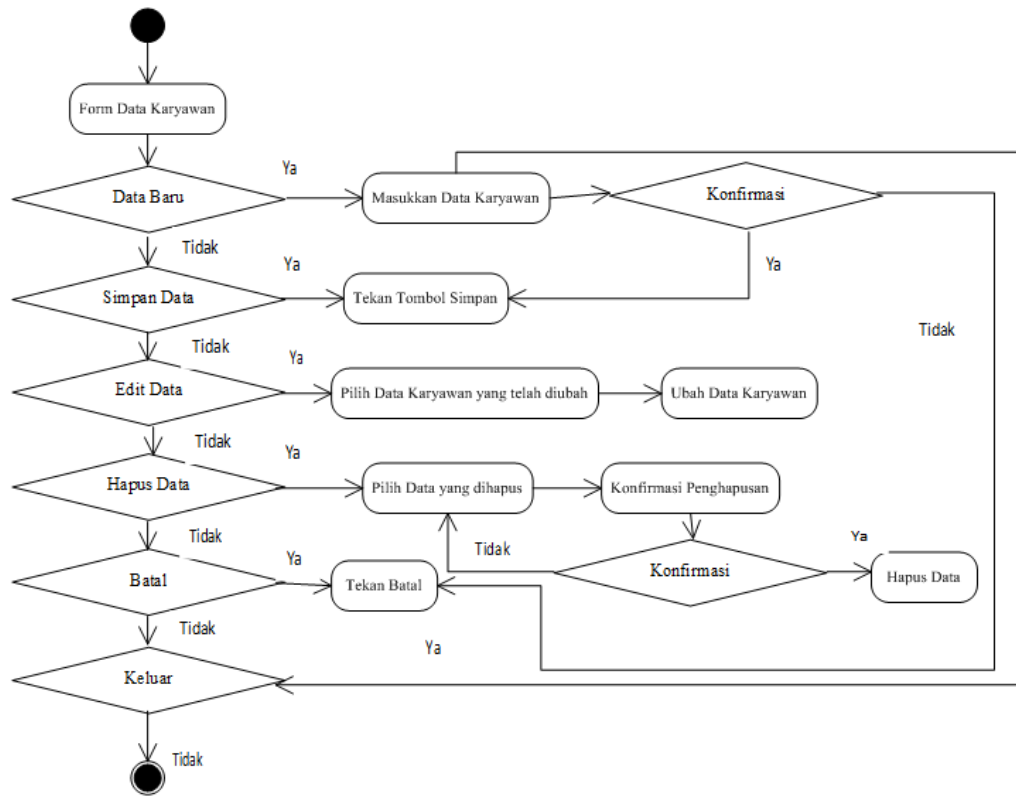 Form Data Karyawan
Ya
Data Baru
Masukkan Data Karyawan
Konfirmasi
Tidak
Ya
Ya
Simpan Data
Tekan Tombol Simpan
Tidak
Tidak
Ya
Edit Data
Pilih Data Karyawan yang telah diubah
Ubah Data Karyawan
Tidak
Ya
Hapus Data
Pilih Data yang dihapus
Konfirmasi Penghapusan
Tidak
Tidak
Ya
Ya
Batal
Tekan Batal
Konfirmasi
Hapus Data
Tidak
Ya
Keluar
Tidak